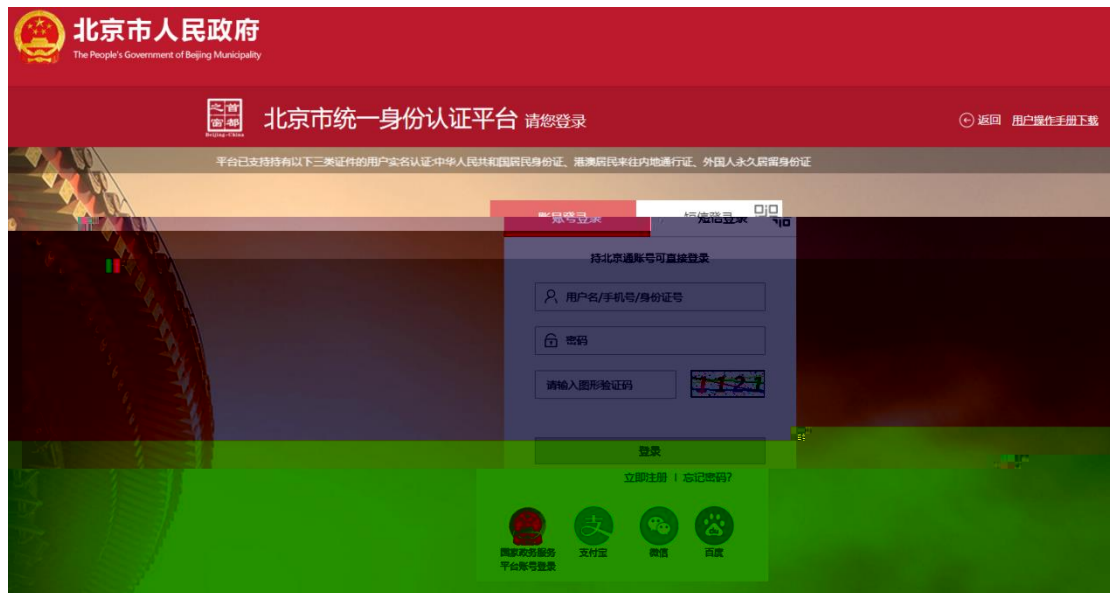 北京市人民政府
The People's Government of Beijing Municipality
之首
窗都
Beijing-China
北京市统一身份认证平台 请您登录
返回 用户操作手册下载
平台已支持持有以下三类证件的用户实名认证:中华人民共和国居民身份证、港澳居民来往内地通行证、外国人永久居留身份证
账号登录 短信登录
持北京通账号可直接登录
用户名/手机号/身份证号
密码
请输入图形验证码
登录
立即注册 | 忘记密码?
国家政务服务 支付宝 微信 百度
平台账号登录